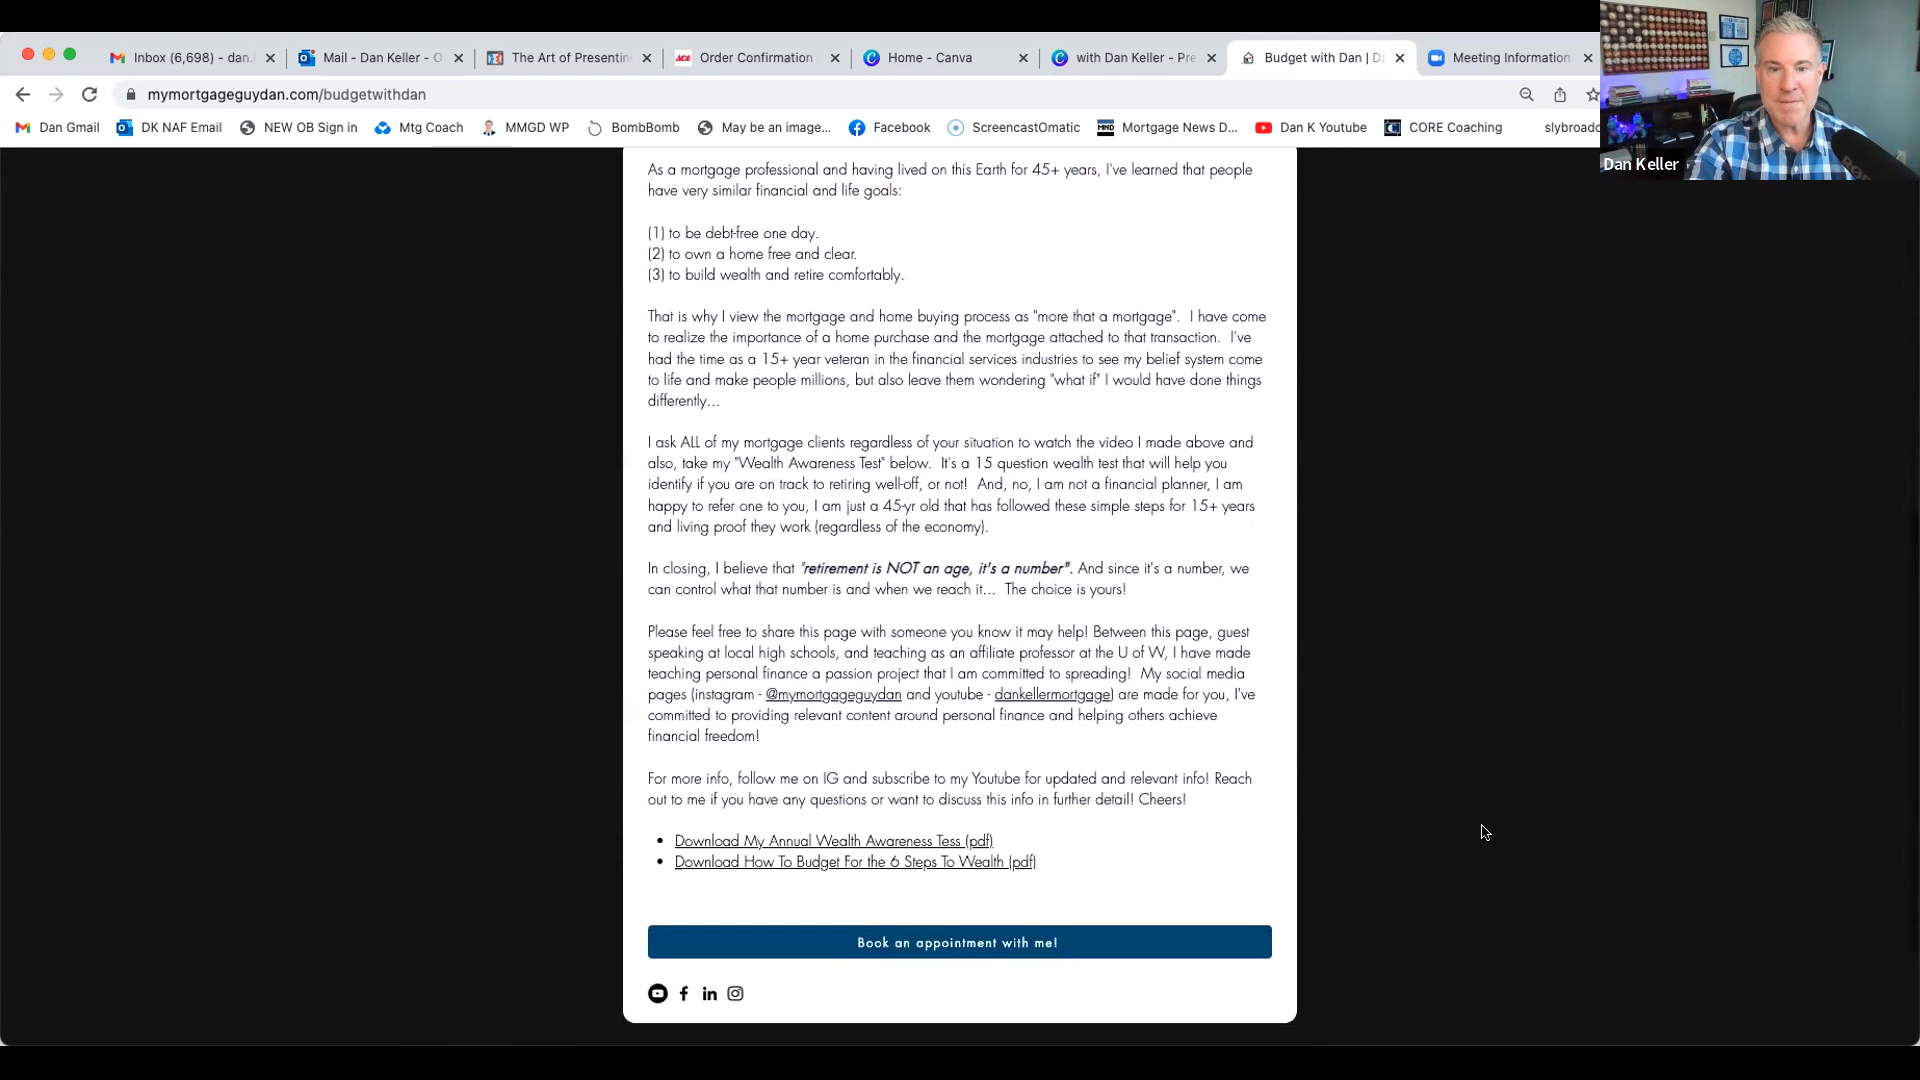 Inbox (6,698) - dan.
Mail - Dan Keller - O
The Art of Presentin
ACE
Order Confirmation
Home - Canva
with Dan Keller - Pre
Budget with Dan | D
Meeting Information
mymortgageguydan.com/budgetwithdan
Dan Gmail
DK NAF Email
NEW OB Sign in
Mtg Coach
MMGD WP
BombBomb
May be an image...
Facebook
ScreencastOmatic
MND
Mortgage News D...
Dan K Youtube
CORE Coaching
slybroadc
Dan Keller
As a mortgage professional and having lived on this Earth for 45+ years, I've learned that people
have very similar financial and life goals:
(1) to be debt-free one day.
(2) to own a home free and clear.
(3) to build wealth and retire comfortably.
That is why I view the mortgage and home buying process as "more that a mortgage". I have come
to realize the importance of a home purchase and the mortgage attached to that transaction. I've
had the time as a 15+ year veteran in the financial services industries to see my belief system come
to life and make people millions, but also leave them wondering "what if" I would have done things
differently...
I ask ALL of my mortgage clients regardless of your situation to watch the video I made above and
also, take my "Wealth Awareness Test" below. It's a 15 question wealth test that will help you
identify if you are on track to retiring well-off, or not! And, no, I am not a financial planner, I am
happy to refer one to you, I am just a 45-yr old that has followed these simple steps for 15+ years
and living proof they work (regardless of the economy).
In closing, I believe that "retirement is NOT an age, it's a number". And since it's a number, we
can control what that number is and when we reach it... The choice is yours!
Please feel free to share this page with someone you know it may help! Between this page, guest
speaking at local high schools, and teaching as an affiliate professor at the U of W, I have made
teaching personal finance a passion project that I am committed to spreading! My social media
pages (instagram - @mymortgageguydan and youtube - dankellermortgage) are made for you, I've
committed to providing relevant content around personal finance and helping others achieve
financial freedom!
For more info, follow me on IG and subscribe to my Youtube for updated and relevant info! Reach
out to me if you have any questions or want to discuss this info in further detail! Cheers!
• Download My Annual Wealth Awareness Tess (pdf)
• Download How To Budget For the 6 Steps To Wealth (pdf)
Book an appointment with me!